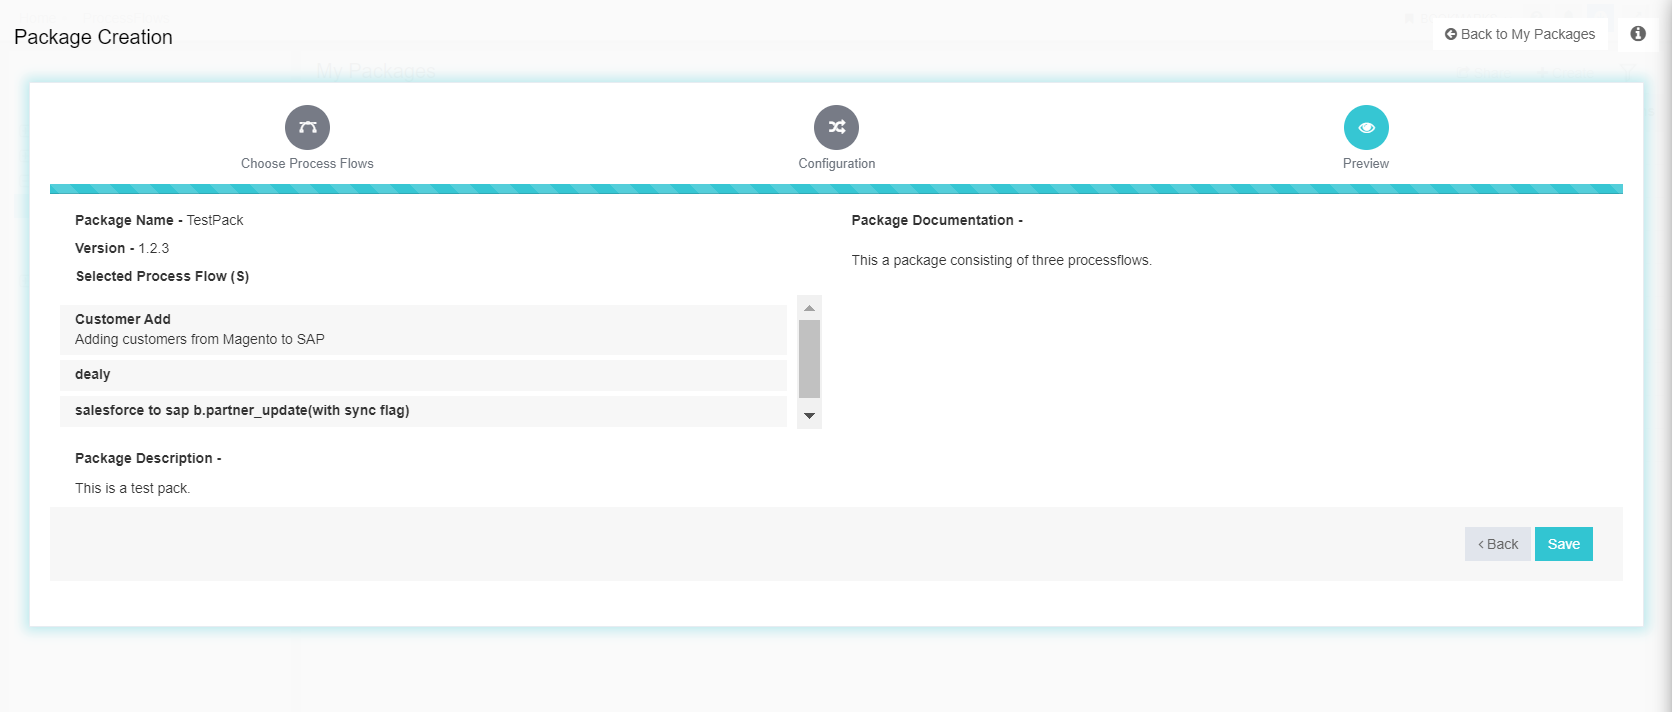 Package Creation
Back to My Packages
My Packages
Choose Process Flows
Configuration
Preview
Package Name - TestPack
Version - 1.2.3
Selected Process Flow (S)
Customer Add
Adding customers from Magento to SAP
dealy
salesforce to sap b.partner_update(with sync flag)
Package Description -
This is a test pack.
Package Documentation -
This a package consisting of three processflows.
‹ Back
Save